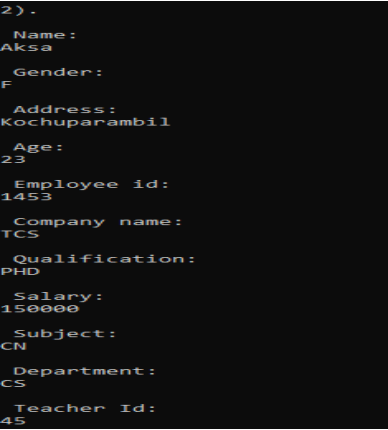 2).
Name:
Aksa
Gender:
F
Address:
Kochuparambil
Age:
23
Employee id:
1453
Company name:
TCS
Qualification:
PHD
Salary:
150000
Subject:
CN
Department:
CS
Teacher Id:
45